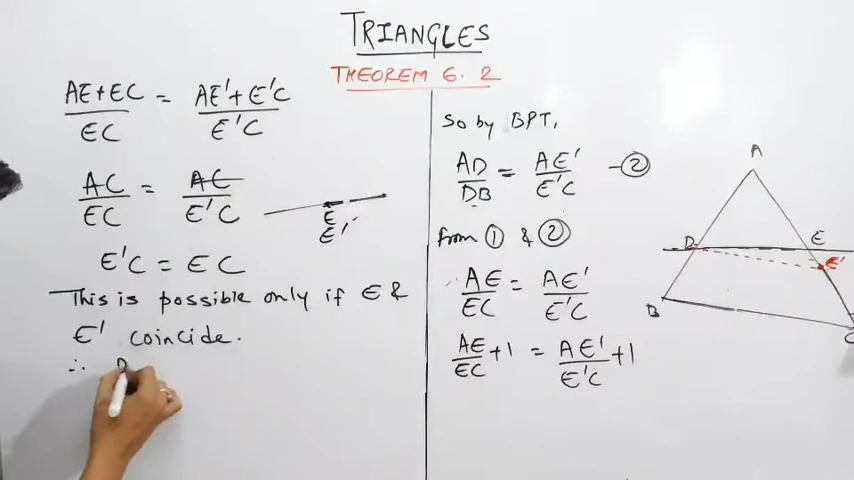 TRIANGLES
THEOREM 6.2
AE+EC/EC = AE'+E'C/E'C
AC/EC = AC/E'C
E
E'
E'C = EC
This is possible only if E &
E' coincide.
∴ D
So by BPT,
AD/DB = AE'/E'C - ②
from ① & ②
AE/EC = AE'/E'C
AE/EC +1 = AE'/E'C +1
A
D
E
E'
B
C